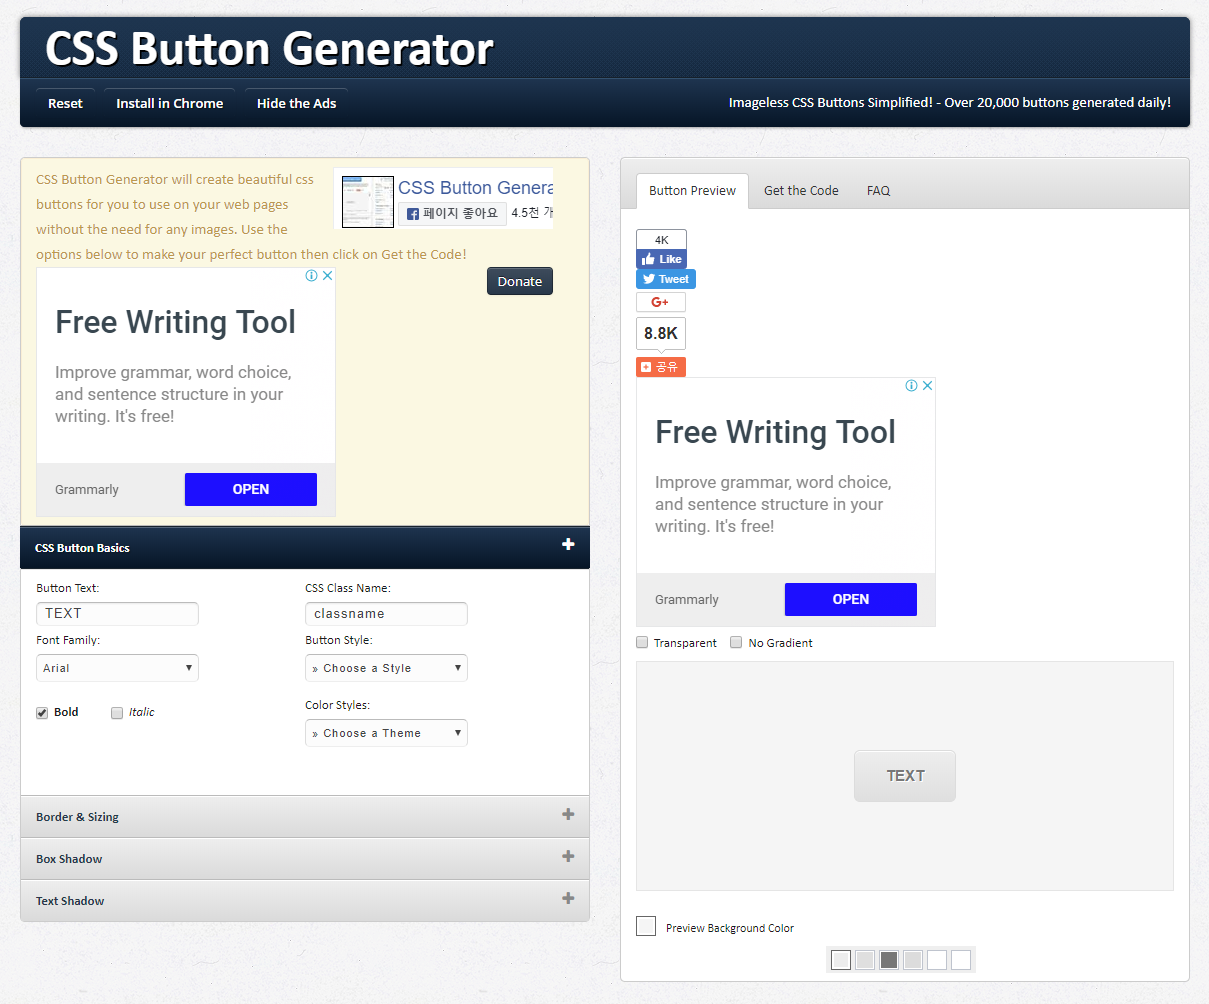 CSS Button Generator
Reset
Install in Chrome
Hide the Ads
Imageless CSS Buttons Simplified! - Over 20,000 buttons generated daily!
CSS Button Generator will create beautiful css
buttons for you to use on your web pages
without the need for any images. Use the
options below to make your perfect button then click on Get the Code!
CSS Button Genera
페이지 좋아요
4.5천 개
Donate
Free Writing Tool
Improve grammar, word choice,
and sentence structure in your
writing. It's free!
Grammarly
OPEN
CSS Button Basics
Button Text:
TEXT
CSS Class Name:
classname
Font Family:
Arial
Button Style:
» Choose a Style
Bold
Italic
Color Styles:
» Choose a Theme
Border & Sizing
Box Shadow
Text Shadow
Button Preview
Get the Code
FAQ
4K
Like
Tweet
G+
8.8K
공유
Free Writing Tool
Improve grammar, word choice,
and sentence structure in your
writing. It's free!
Grammarly
OPEN
Transparent
No Gradient
TEXT
Preview Background Color